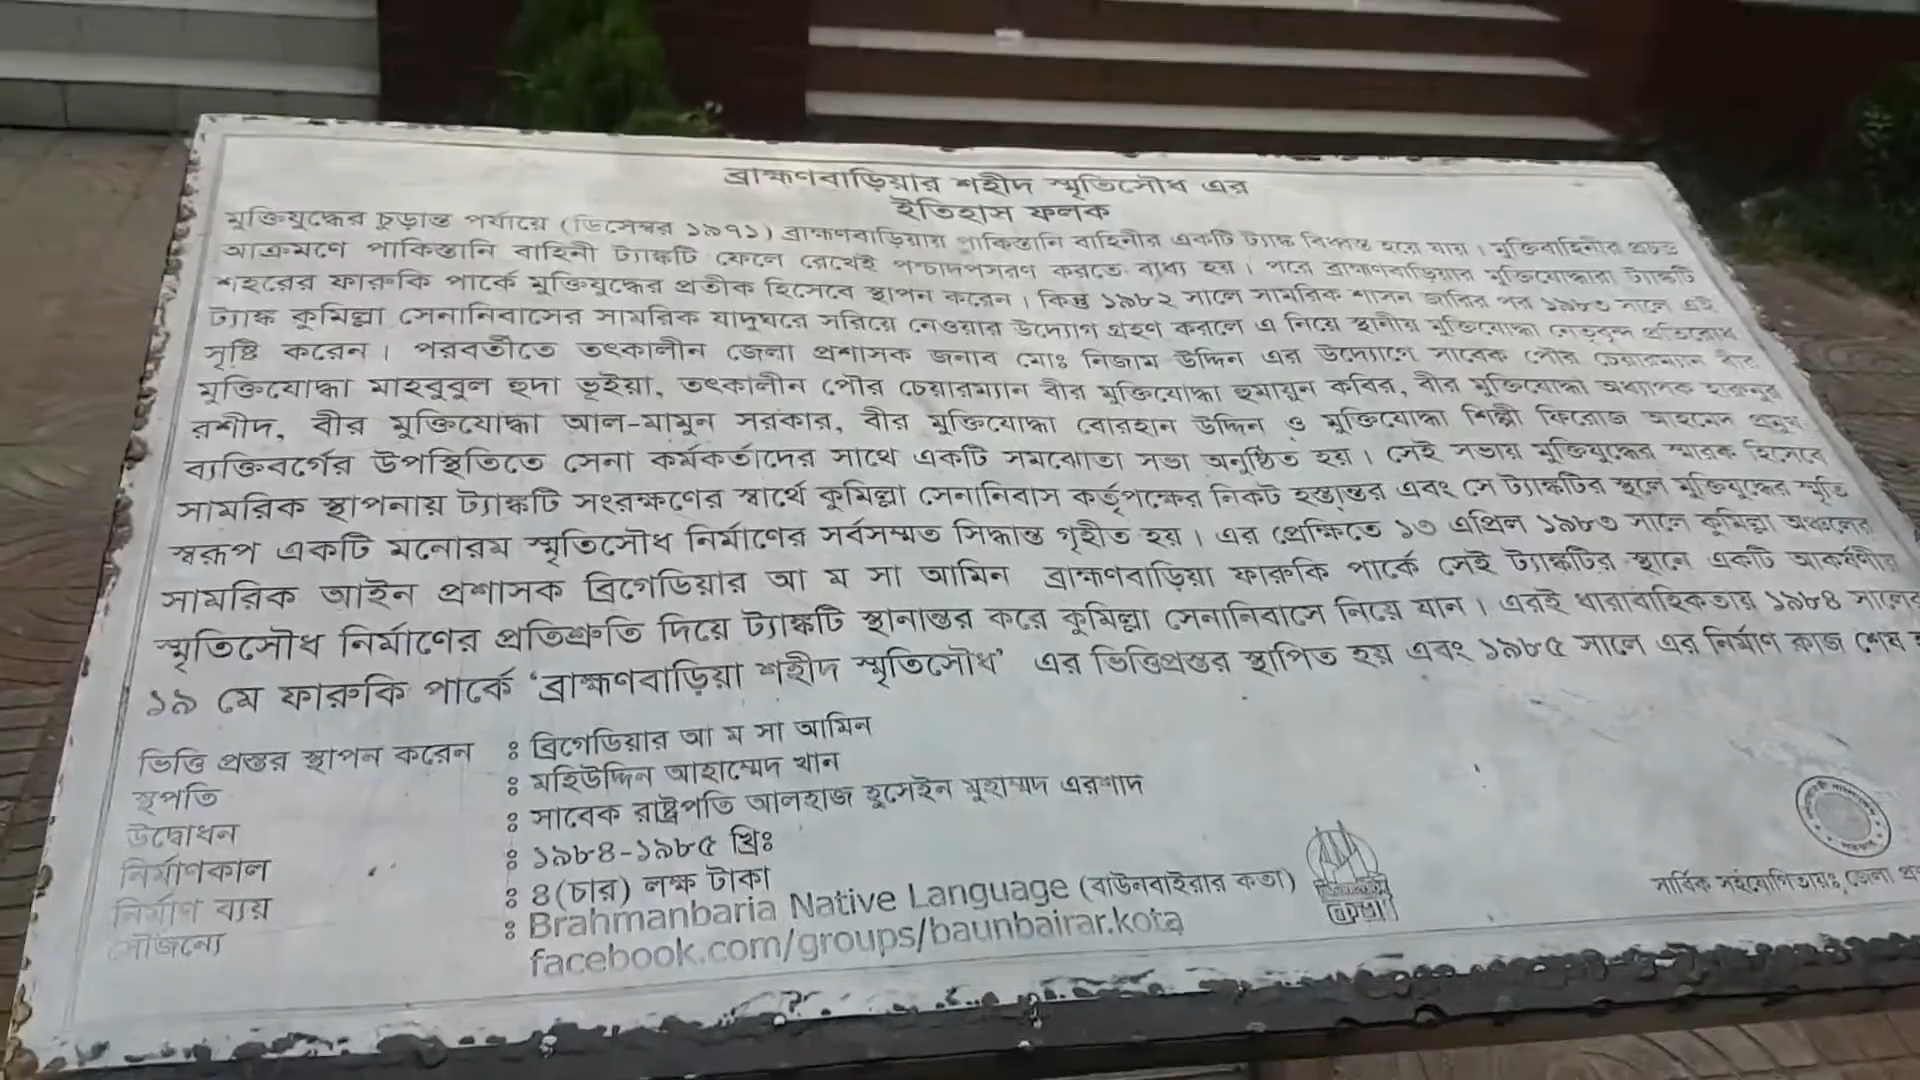 ব্রাহ্মণবাড়িয়ার শহীদ স্মৃতিসৌধ এর
ইতিহাস ফলক
মুক্তিযুদ্ধের চূড়ান্ত পর্যায়ে (ডিসেম্বর ১৯৭১) ব্রাহ্মণবাড়িয়ায় পাকিস্তানি বাহিনীর একটি ট্যাঙ্ক বিধ্বস্ত হয়ে যায়। মুক্তিবাহিনীর প্রচন্ড
আক্রমণে পাকিস্তানি বাহিনী ট্যাঙ্কটি ফেলে রেখেই পশ্চাদপসরণ করতে বাধ্য হয়। পরে ব্রাহ্মণবাড়িয়ার মুক্তিযোদ্ধারা ট্যাঙ্কটি
শহরের ফারুকি পার্কে মুক্তিযুদ্ধের প্রতীক হিসেবে স্থাপন করেন। কিন্তু ১৯৮২ সালে সামরিক শাসন জারির পর ১৯৮৩ সালে এই
ট্যাঙ্ক কুমিল্লা সেনানিবাসের সামরিক যাদুঘরে সরিয়ে নেওয়ার উদ্যোগ গ্রহণ করলে এ নিয়ে স্থানীয় মুক্তিযোদ্ধা নেতৃবৃন্দ প্রতিরোধ
সৃষ্টি করেন। পরবর্তীতে তৎকালীন জেলা প্রশাসক জনাব মোঃ নিজাম উদ্দিন এর উদ্যোগে সাবেক পৌর চেয়ারম্যান বীর
মুক্তিযোদ্ধা মাহবুবুল হুদা ভূইয়া, তৎকালীন পৌর চেয়ারম্যান বীর মুক্তিযোদ্ধা হুমায়ুন কবির, বীর মুক্তিযোদ্ধা অধ্যাপক হারুনুর
রশীদ, বীর মুক্তিযোদ্ধা আল-মামুন সরকার, বীর মুক্তিযোদ্ধা বোরহান উদ্দিন ও মুক্তিযোদ্ধা শিল্পী ফিরোজ আহমেদ প্রমুখ
ব্যক্তিবর্গের উপস্থিতিতে সেনা কর্মকর্তাদের সাথে একটি সমঝোতা সভা অনুষ্ঠিত হয়। সেই সভায় মুক্তিযুদ্ধের স্মারক হিসেবে
সামরিক স্থাপনায় ট্যাঙ্কটি সংরক্ষণের স্বার্থে কুমিল্লা সেনানিবাস কর্তৃপক্ষের নিকট হস্তান্তর এবং সে ট্যাঙ্কটির স্থলে মুক্তিযুদ্ধের স্মৃতি
স্বরূপ একটি মনোরম স্মৃতিসৌধ নির্মাণের সর্বসম্মত সিদ্ধান্ত গৃহীত হয়। এর প্রেক্ষিতে ১৩ এপ্রিল ১৯৮৩ সালে কুমিল্লা অঞ্চলের
সামরিক আইন প্রশাসক ব্রিগেডিয়ার আ ম সা আমিন ব্রাহ্মণবাড়িয়া ফারুকি পার্কে সেই ট্যাঙ্কটির স্থানে একটি আকর্ষণীয়
স্মৃতিসৌধ নির্মাণের প্রতিশ্রুতি দিয়ে ট্যাঙ্কটি স্থানান্তর করে কুমিল্লা সেনানিবাসে নিয়ে যান। এরই ধারাবাহিকতায় ১৯৮৪ সালের
১৯ মে ফারুকি পার্কে ‘ব্রাহ্মণবাড়িয়া শহীদ স্মৃতিসৌধ’ এর ভিত্তিপ্রস্তর স্থাপিত হয় এবং ১৯৮৫ সালে এর নির্মাণ কাজ শেষ
ভিত্তি প্রস্তর স্থাপন করেন : ব্রিগেডিয়ার আ ম সা আমিন
স্থপতি : মহিউদ্দিন আহাম্মেদ খান
উদ্বোধন : সাবেক রাষ্ট্রপতি আলহাজ হুসেইন মুহাম্মদ এরশাদ
নির্মাণকাল : ১৯৮৪-১৯৮৫ খ্রিঃ
নির্মাণ ব্যয় : ৪(চার) লক্ষ টাকা
সৌজন্যে : Brahmanbaria Native Language (বাউনবাইরার কতা)
facebook.com/groups/baunbairar.kota
সার্বিক সহযোগিতায়ঃ জেলা